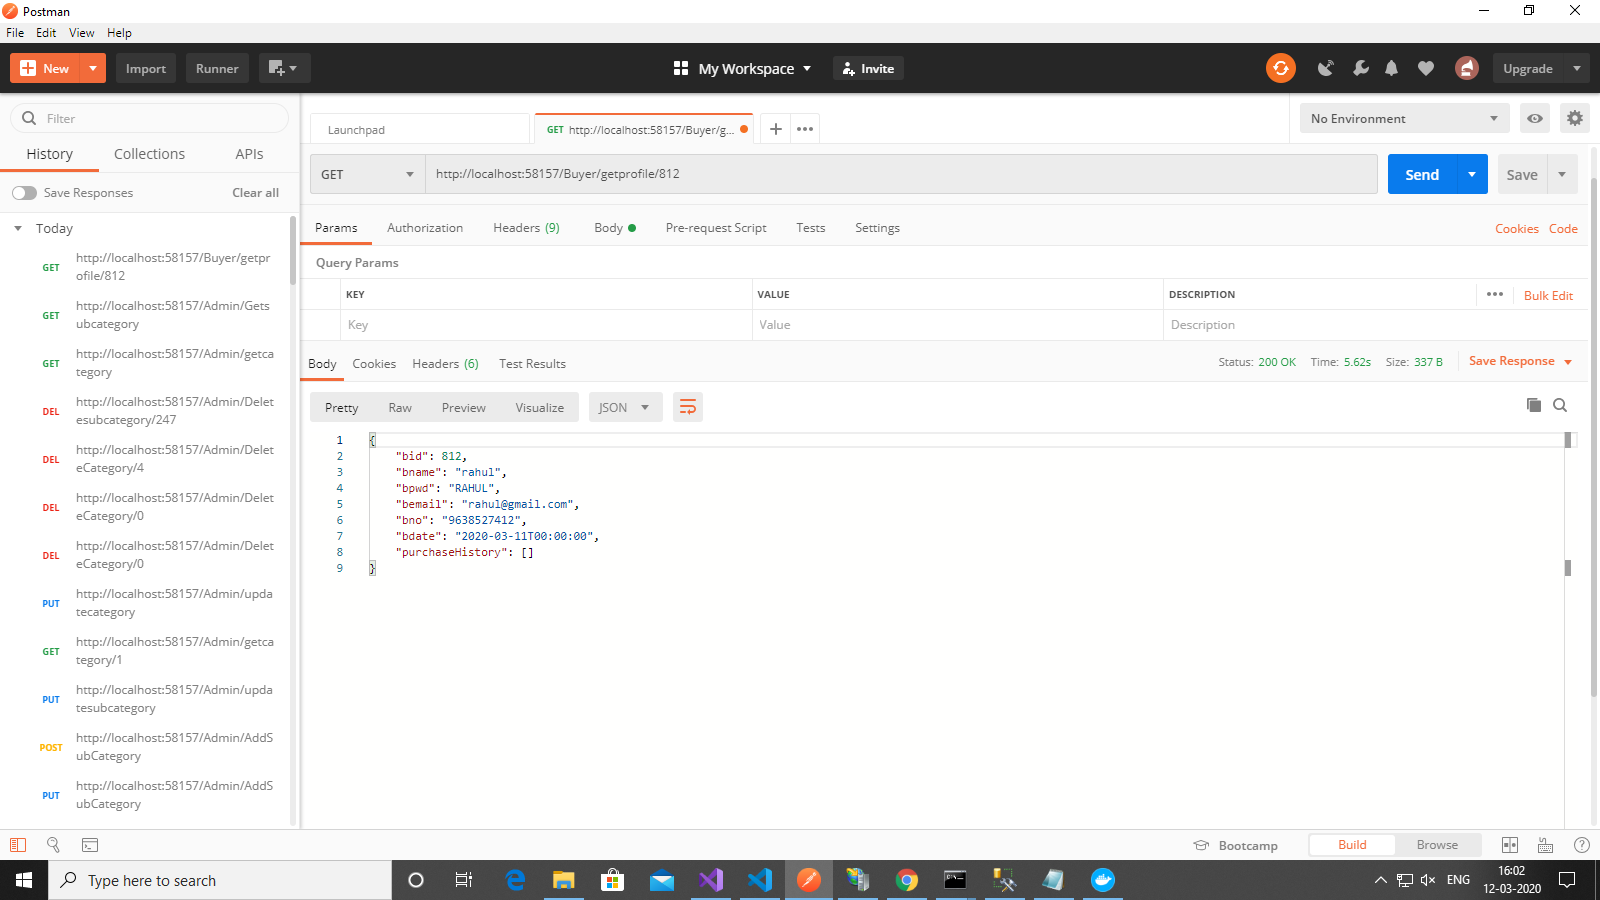 Postman
File Edit View Help
New Import Runner My Workspace Invite Upgrade
Filter
History Collections APIs
Save Responses Clear all
Today
GET http://localhost:58157/Buyer/getpr
ofile/812
GET http://localhost:58157/Admin/Gets
ubcategory
GET http://localhost:58157/Admin/getca
tegory
DEL http://localhost:58157/Admin/Delet
esubcategory/247
DEL http://localhost:58157/Admin/Delet
eCategory/4
DEL http://localhost:58157/Admin/Delet
eCategory/0
DEL http://localhost:58157/Admin/Delet
eCategory/0
PUT http://localhost:58157/Admin/upda
tecategory
GET http://localhost:58157/Admin/getca
tegory/1
PUT http://localhost:58157/Admin/upda
tesubcategory
POST http://localhost:58157/Admin/AddS
ubCategory
PUT http://localhost:58157/Admin/AddS
ubCategory
Launchpad GET http://localhost:58157/Buyer/g... No Environment
GET http://localhost:58157/Buyer/getprofile/812 Send Save
Params Authorization Headers (9) Body Pre-request Script Tests Settings Cookies Code
Query Params
KEY VALUE DESCRIPTION Bulk Edit
Key Value Description
Body Cookies Headers (6) Test Results Status: 200 OK Time: 5.62s Size: 337 B Save Response
Pretty Raw Preview Visualize JSON
1 {
2 "bid": 812,
3 "bname": "rahul",
4 "bpwd": "RAHUL",
5 "bemail": "rahul@gmail.com",
6 "bno": "9638527412",
7 "bdate": "2020-03-11T00:00:00",
8 "purchaseHistory": []
9 }
Bootcamp Build Browse
Type here to search ENG 16:02
12-03-2020